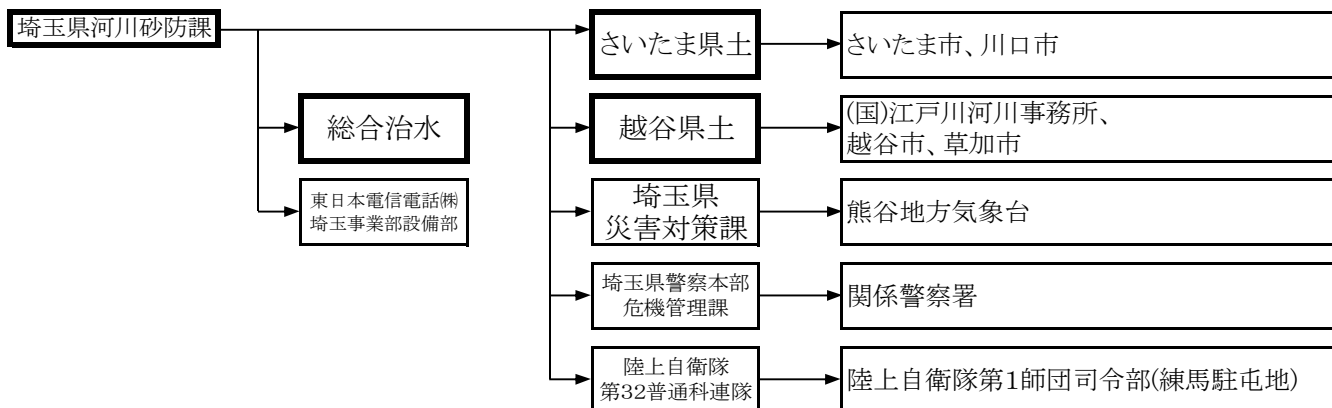 埼玉県河川砂防課
さいたま県土
さいたま市、川口市
総合治水
越谷県土
(国)江戸川河川事務所、
越谷市、草加市
東日本電信電話㈱
埼玉事業部設備部
埼玉県
災害対策課
熊谷地方気象台
埼玉県警察本部
危機管理課
関係警察署
陸上自衛隊
第32普通科連隊
陸上自衛隊第1師団司令部(練馬駐屯地)